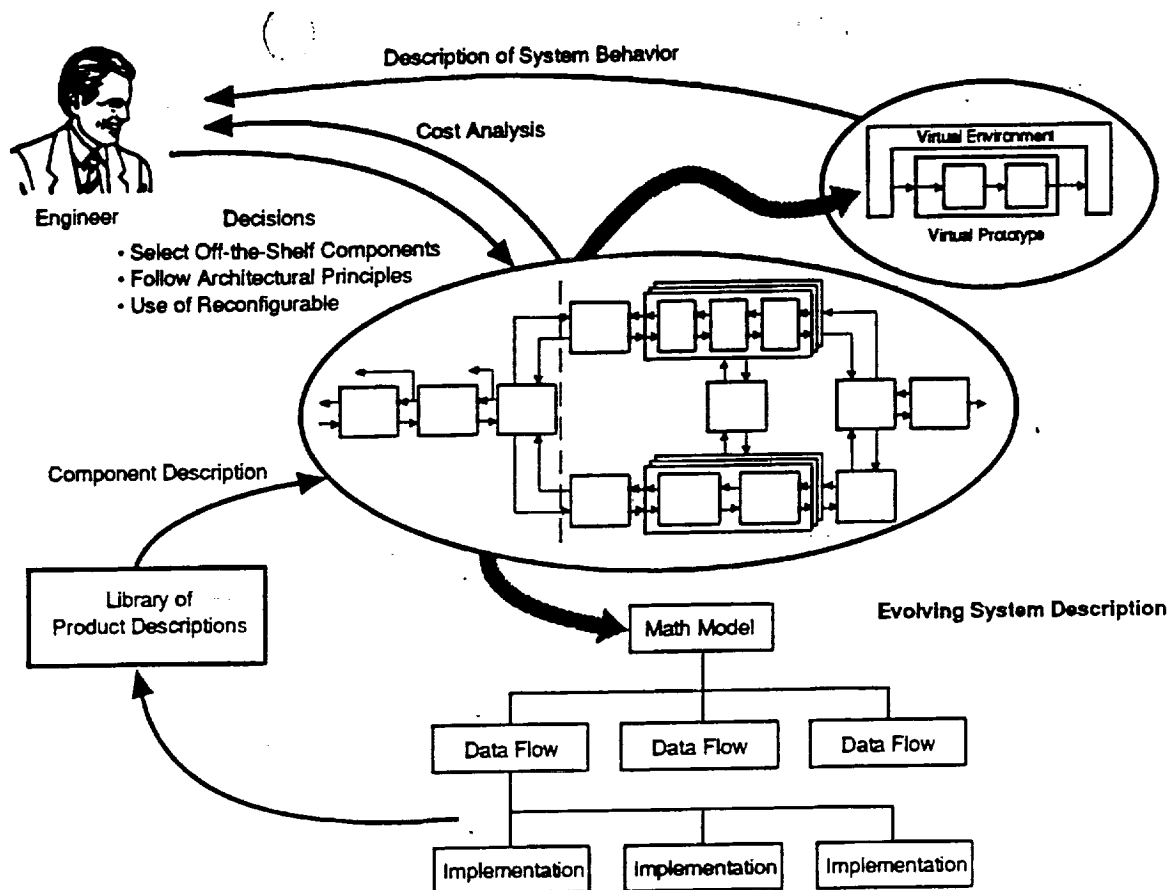 Description of System Behavior
Cost Analysis
Virtual Environment
Virtual Prototype
Engineer
Decisions
• Select Off-the-Shelf Components
• Follow Architectural Principles
• Use of Reconfigurable
Component Description
Library of
Product Descriptions
Evolving System Description
Math Model
Data Flow
Data Flow
Data Flow
Implementation
Implementation
Implementation